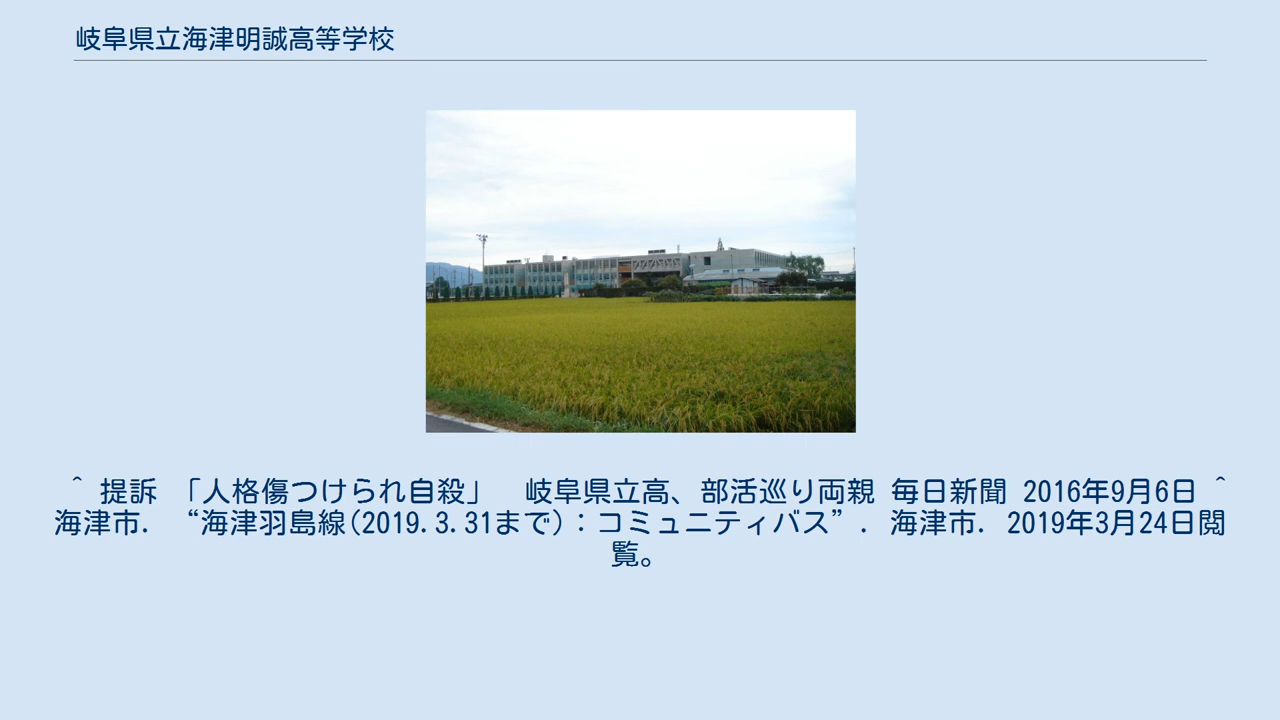 岐阜県立海津明誠高等学校
^ 提訴 「人格傷つけられ自殺」 岐阜県立高、部活巡り両親 毎日新聞 2016年9月6日 ^
海津市. “海津羽島線(2019.3.31まで)：コミュニティバス”. 海津市. 2019年3月24日閲
覧。